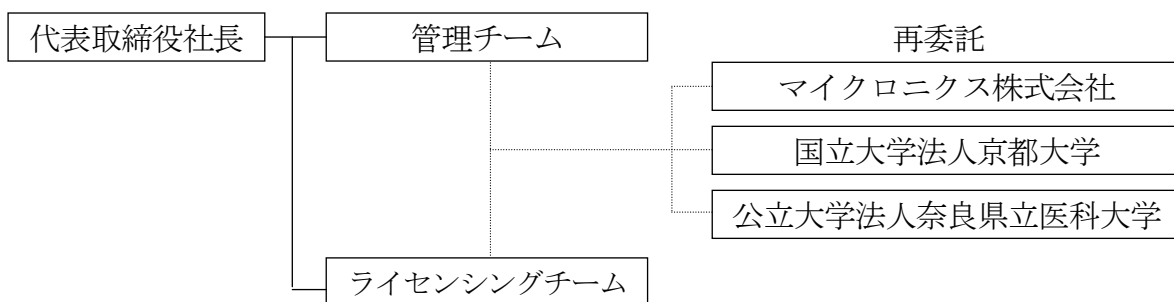 代表取締役社長
管理チーム
再委託
マイクロニクス株式会社
国立大学法人京都大学
公立大学法人奈良県立医科大学
ライセンシングチーム